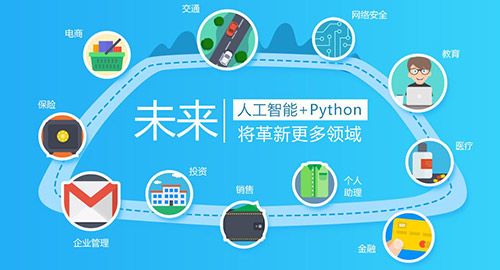 交通
网络安全
电商
教育
保险
未来
人工智能+Python
将革新更多领域
医疗
投资
个人
助理
销售
企业管理
金融